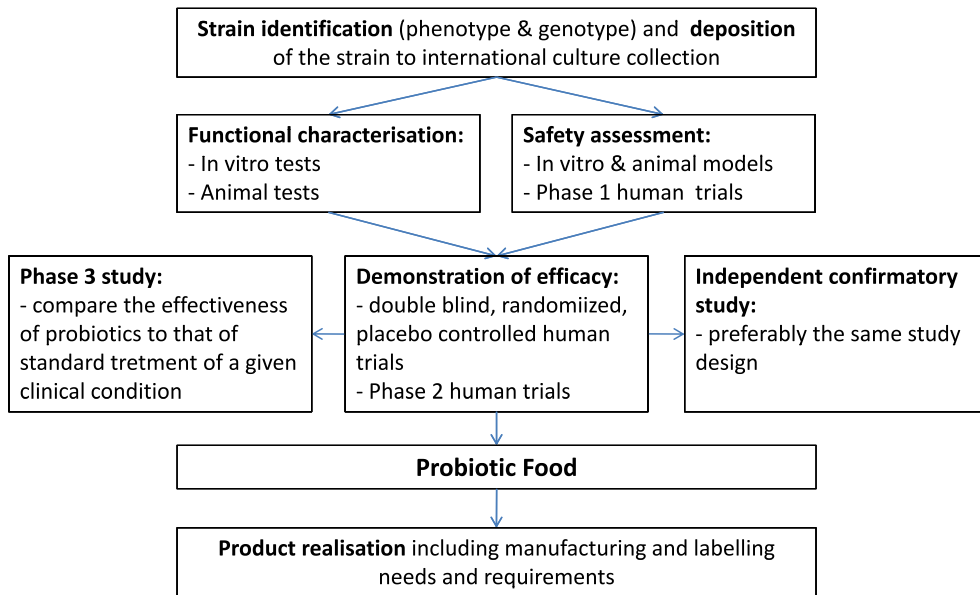 Strain identification (phenotype & genotype) and deposition
of the strain to international culture collection
Functional characterisation:
- In vitro tests
- Animal tests
Safety assessment:
- In vitro & animal models
- Phase 1 human trials
Phase 3 study:
- compare the effectiveness
of probiotics to that of
standard tretment of a given
clinical condition
Demonstration of efficacy:
- double blind, randomiized,
placebo controlled human
trials
- Phase 2 human trials
Independent confirmatory
study:
- preferably the same study
design
Probiotic Food
Product realisation including manufacturing and labelling
needs and requirements